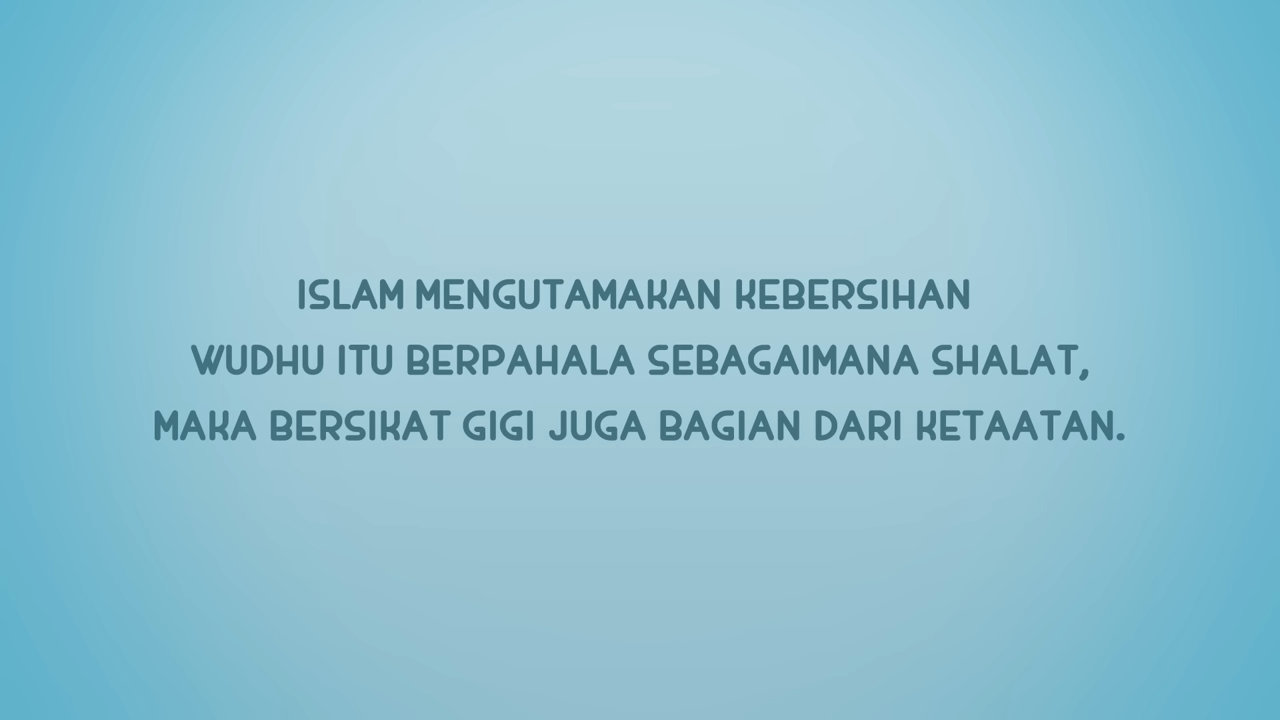 ISLAM MENGUTAMAKAN KEBERSIHAN
WUDHU ITU BERPAHALA SEBAGAIMANA SHALAT,
MAKA BERSIKAT GIGI JUGA BAGIAN DARI KETAATAN.